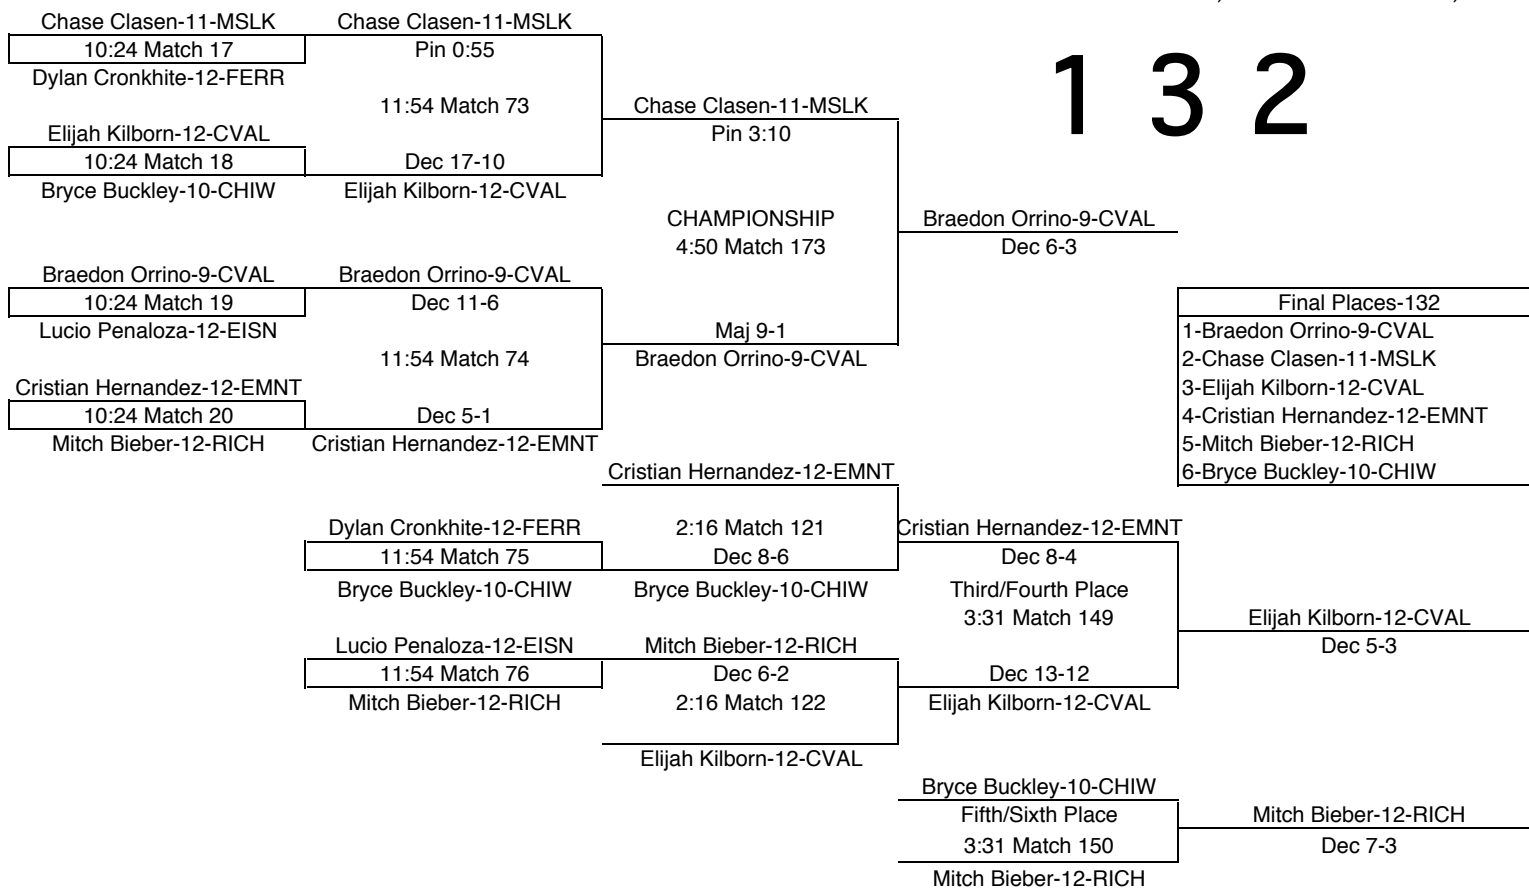 Chase Clasen-11-MSLK
10:24 Match 17
Dylan Cronkhite-12-FERR
Elijah Kilborn-12-CVAL
10:24 Match 18
Bryce Buckley-10-CHIW
Braedon Orrino-9-CVAL
10:24 Match 19
Lucio Penaloza-12-EISN
Cristian Hernandez-12-EMNT
10:24 Match 20
Mitch Bieber-12-RICH
Chase Clasen-11-MSLK
Pin 0:55
11:54 Match 73
Dec 17-10
Elijah Kilborn-12-CVAL
Braedon Orrino-9-CVAL
Dec 11-6
11:54 Match 74
Dec 5-1
Cristian Hernandez-12-EMNT
Dylan Cronkhite-12-FERR
11:54 Match 75
Bryce Buckley-10-CHIW
Lucio Penaloza-12-EISN
11:54 Match 76
Mitch Bieber-12-RICH
Chase Clasen-11-MSLK
Pin 3:10
CHAMPIONSHIP
4:50 Match 173
Maj 9-1
Braedon Orrino-9-CVAL
Cristian Hernandez-12-EMNT
2:16 Match 121
Dec 8-6
Bryce Buckley-10-CHIW
Mitch Bieber-12-RICH
Dec 6-2
2:16 Match 122
Elijah Kilborn-12-CVAL
132
Braedon Orrino-9-CVAL
Dec 6-3
Cristian Hernandez-12-EMNT
Dec 8-4
Third/Fourth Place
3:31 Match 149
Dec 13-12
Elijah Kilborn-12-CVAL
Bryce Buckley-10-CHIW
Fifth/Sixth Place
3:31 Match 150
Mitch Bieber-12-RICH
Final Places-132
1-Braedon Orrino-9-CVAL
2-Chase Clasen-11-MSLK
3-Elijah Kilborn-12-CVAL
4-Cristian Hernandez-12-EMNT
5-Mitch Bieber-12-RICH
6-Bryce Buckley-10-CHIW
Elijah Kilborn-12-CVAL
Dec 5-3
Mitch Bieber-12-RICH
Dec 7-3